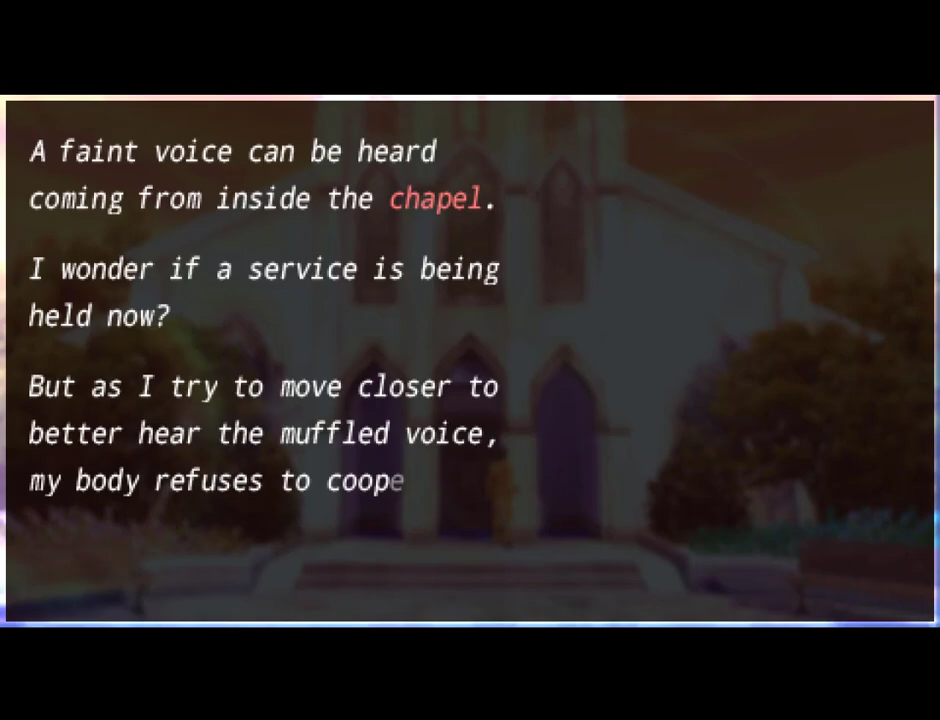 A faint voice can be heard
coming from inside the chapel.
I wonder if a service is being
held now?
But as I try to move closer to
better hear the muffled voice,
my body refuses to coope